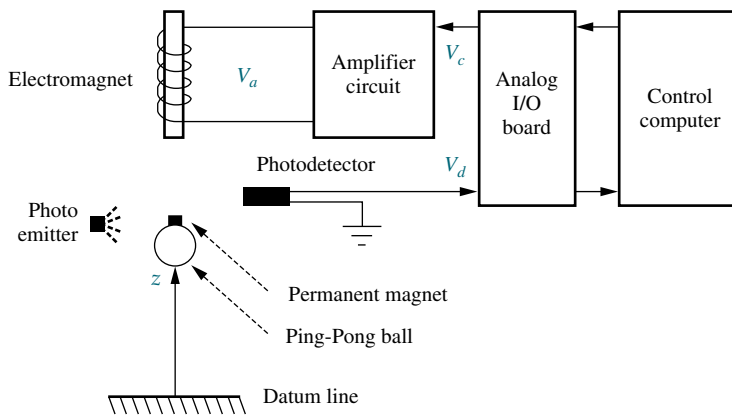 Electromagnet
V_a
Amplifier
circuit
V_c
Analog
I/O
board
Control
computer
Photodetector
V_d
Photo
emitter
z
Permanent magnet
Ping-Pong ball
Datum line